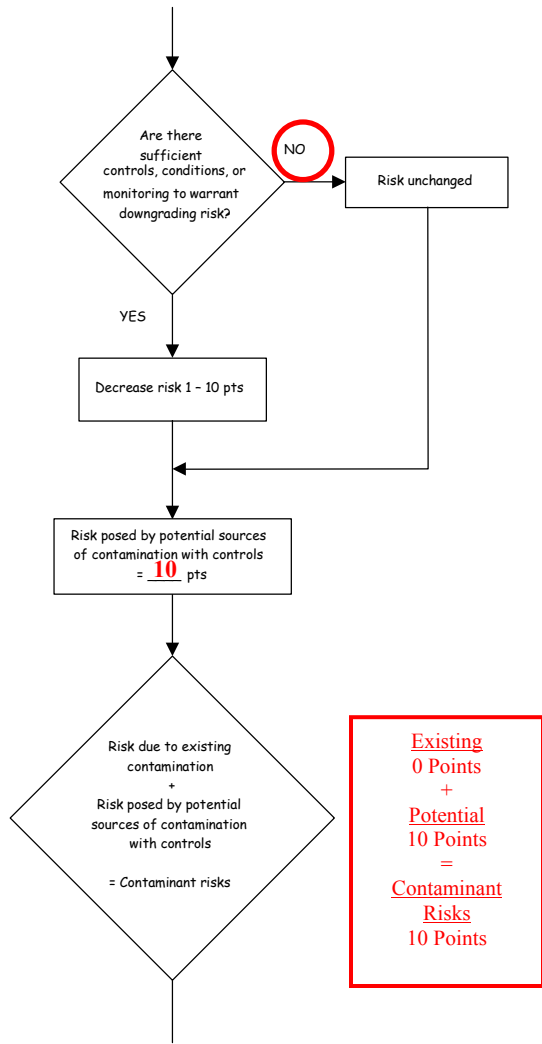 Are there
sufficient
controls, conditions, or
monitoring to warrant
downgrading risk?
NO
Risk unchanged
YES
Decrease risk 1 – 10 pts
Risk posed by potential sources
of contamination with controls
= 10 pts
Risk due to existing
contamination
+
Risk posed by potential
sources of contamination
with controls
= Contaminant risks
Existing
0 Points
+
Potential
10 Points
=
Contaminant
Risks
10 Points